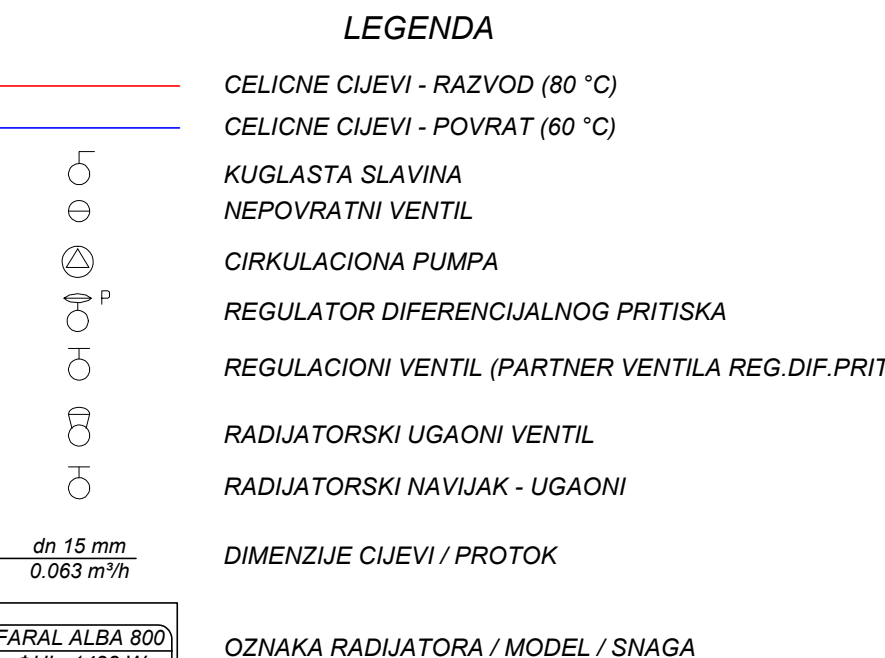 LEGENDA
CELICNE CIJEVI - RAZVOD (80 °C)
CELICNE CIJEVI - POVRAT (60 °C)
KUGLASTA SLAVINA
NEPOVRATNI VENTIL
CIRKULACIONA PUMPA
P
REGULATOR DIFERENCIJALNOG PRITISKA
REGULACIONI VENTIL (PARTNER VENTILA REG.DIF.PRIT
RADIJATORSKI UGAONI VENTIL
RADIJATORSKI NAVIJAK - UGAONI
dn 15 mm
0.063 m³/h
DIMENZIJE CIJEVI / PROTOK
FARAL ALBA 800
OZNAKA RADIJATORA / MODEL / SNAGA